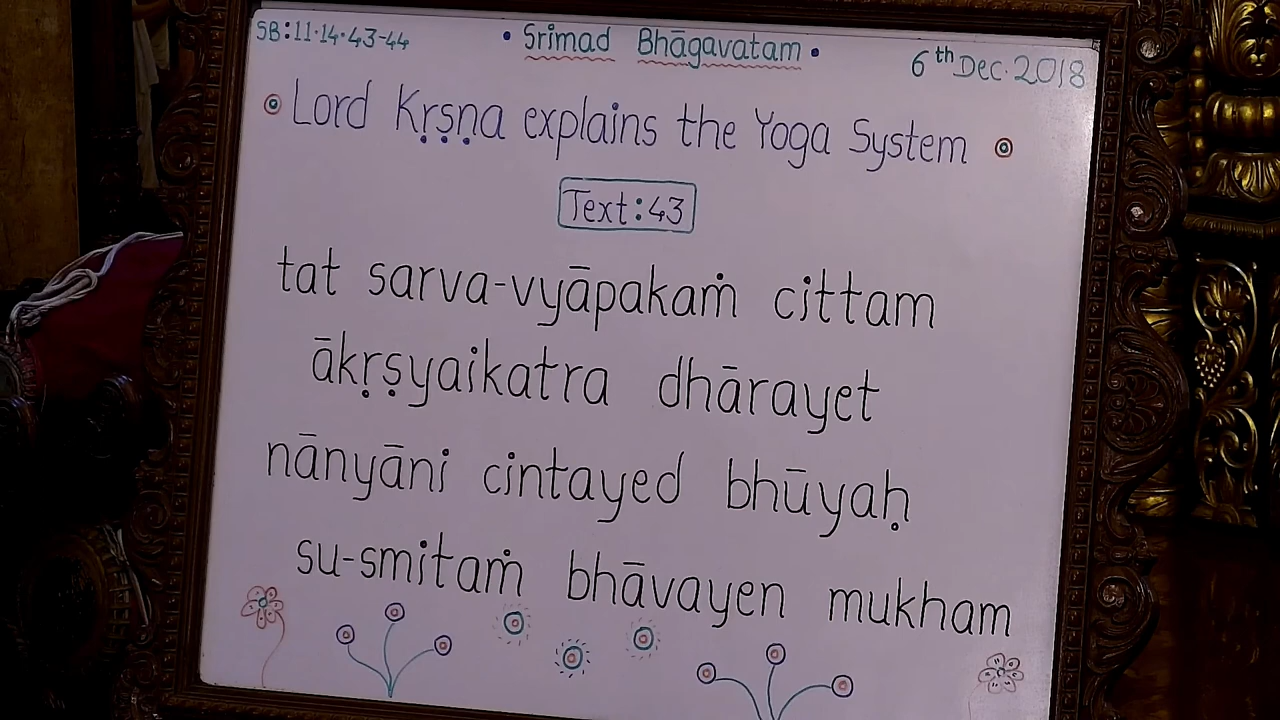 SB:11.14.43-44
• Srimad Bhāgavatam •
6th Dec. 2018
Lord Kṛṣṇa explains the Yoga System
Text:43
tat sarva-vyāpakaṁ cittam
ākṛṣyaikatra dhārayet
nānyāni cintayed bhūyaḥ
su-smitaṁ bhāvayen mukham